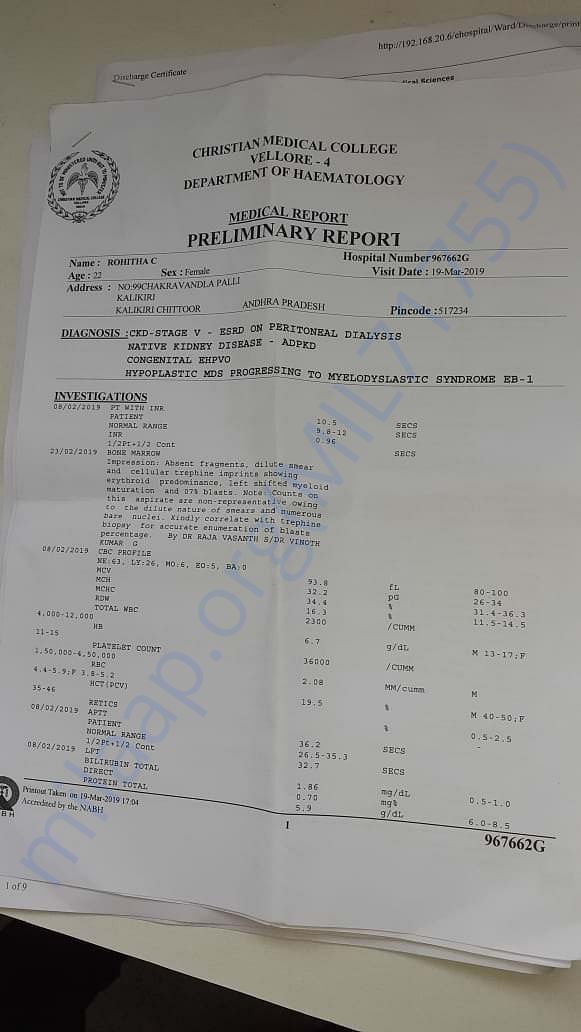 http://192.168.20.6/ehospital/Ward/Discharge/print
Discharge Certificate
Sciences
CHRISTIAN MEDICAL COLLEGE
VELLORE - 4
DEPARTMENT OF HAEMATOLOGY
MEDICAL REPORT
PRELIMINARY REPORT
Name : ROHITHA C Hospital Number 967662G
Age : 22 Sex : Female Visit Date : 19-Mar-2019
Address : NO:99CHAKRAVANDLA PALLI
KALIKIRI
KALIKIRI CHITTOOR ANDHRA PRADESH Pincode : 517234
DIAGNOSIS :CKD-STAGE V - ESRD ON PERITONEAL DIALYSIS
NATIVE KIDNEY DISEASE - ADPKD
CONGENITAL EHPVO
HYPOPLASTIC MDS PROGRESSING TO MYELODYSLASTIC SYNDROME EB-1
INVESTIGATIONS
08/02/2019 PT WITH INR
PATIENT 10.5 SECS
NORMAL RANGE 9.8-12 SECS
INR 0.96
1/2Pt+1/2 Cont SECS
23/02/2019 BONE MARROW
Impression: Absent fragments, dilute smear
and cellular trephine imprints showing
erythroid predominance, left shifted myeloid
maturation and 07% blasts. Note: Counts on
this aspirate are non-representative owing
to the dilute nature of smears and numerous
bare nuclei. Kindly correlate with trephine
biopsy for accurate enumeration of blasts
percentage. By DR RAJA VASANTH S/DR VINOTH
KUMAR G
08/02/2019 CBC PROFILE
NE:63, LY:26, MO:6, EO:5, BA:0
MCV 93.8 fL 80-100
MCH 32.2 pG 26-34
MCHC 34.4 % 31.4-36.3
RDW 16.3 % 11.5-14.5
TOTAL WBC 2300 /CUMM
4,000-12,000
HB 6.7 g/dL M 13-17;F
11-15
PLATELET COUNT 36000 /CUMM
1,50,000-4,50,000
RBC 2.08 MM/cumm M
4.4-5.9;F 3.8-5.2
HCT(PCV) 19.5 % M 40-50;F
35-46
RETICS % 0.5-2.5
08/02/2019 APTT -
PATIENT 36.2 SECS
NORMAL RANGE 26.5-35.3
1/2Pt+1/2 Cont 32.7 SECS
08/02/2019 LFT
BILIRUBIN TOTAL 1.86 mg/dL 0.5-1.0
DIRECT 0.70 mg%
PROTEIN TOTAL 5.9 g/dL 6.0-8.5
Printout Taken on 19-Mar-2019 17:04
Accredited by the NABH
1
967662G
1 of 9
milaap.org(MIL71755)